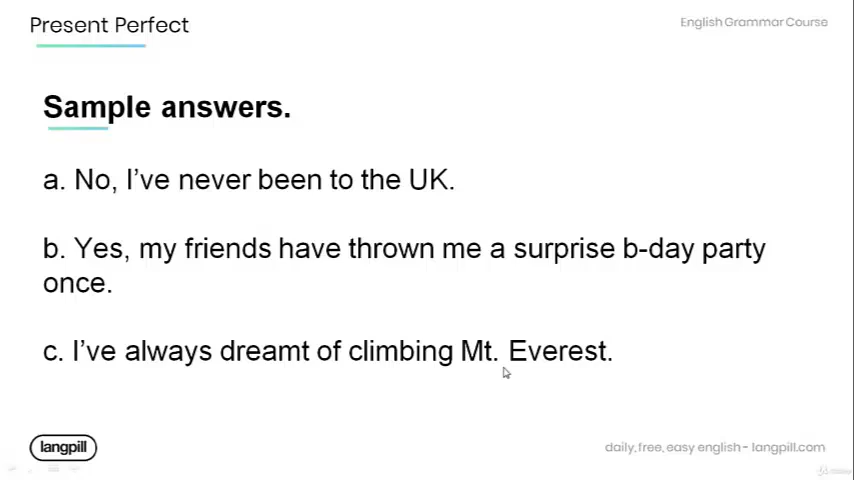 Present Perfect
English Grammar Course
Sample answers.
a. No, I've never been to the UK.
b. Yes, my friends have thrown me a surprise b-day party
once.
c. I've always dreamt of climbing Mt. Everest.
langpill
daily, free, easy english - langpill.com